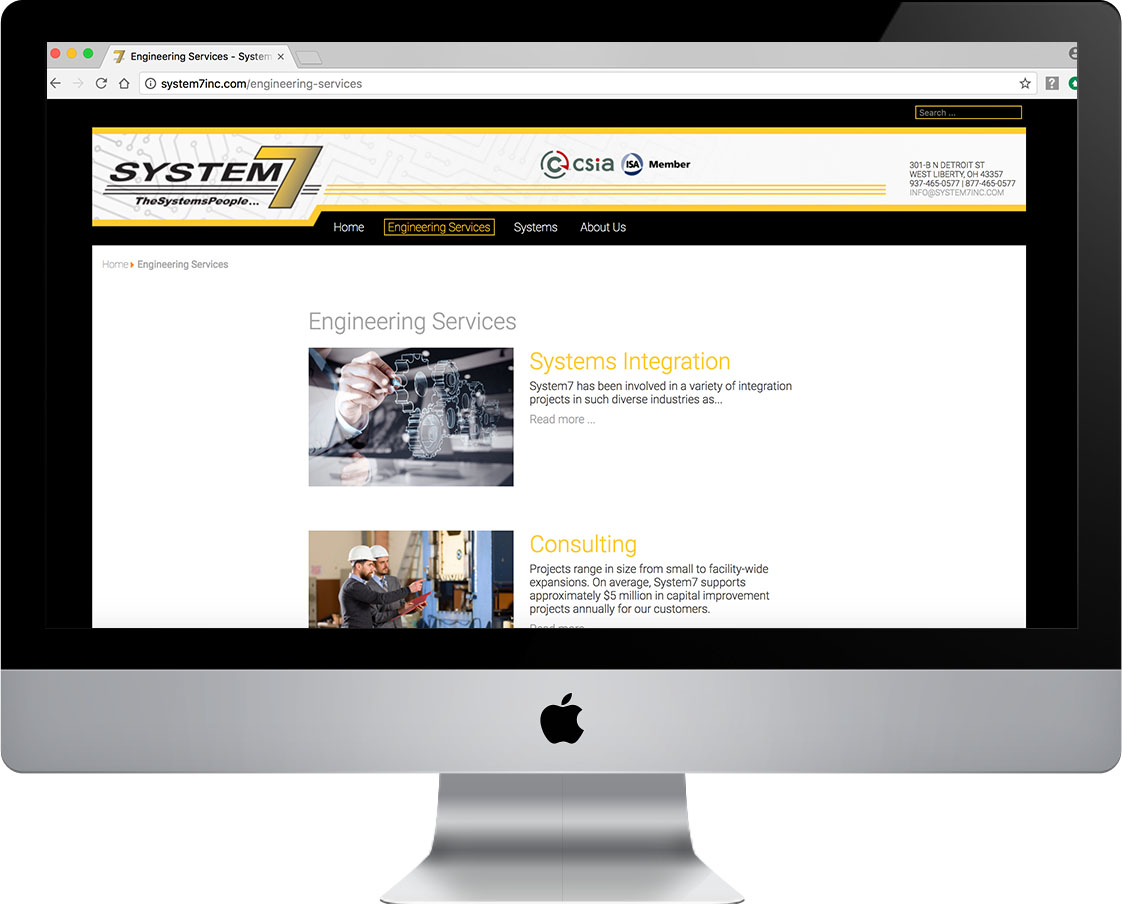 Engineering Services - System
system7inc.com/engineering-services
Search ...
SYSTEM7
TheSystemsPeople...
csia ISA Member
301-B N DETROIT ST
WEST LIBERTY, OH 43357
937-465-0577 | 877-465-0577
INFO@SYSTEM7INC.COM
Home Engineering Services Systems About Us
Home Engineering Services
Engineering Services
Systems Integration
System7 has been involved in a variety of integration
projects in such diverse industries as...
Read more ...
Consulting
Projects range in size from small to facility-wide
expansions. On average, System7 supports
approximately $5 million in capital improvement
projects annually for our customers.
Read more